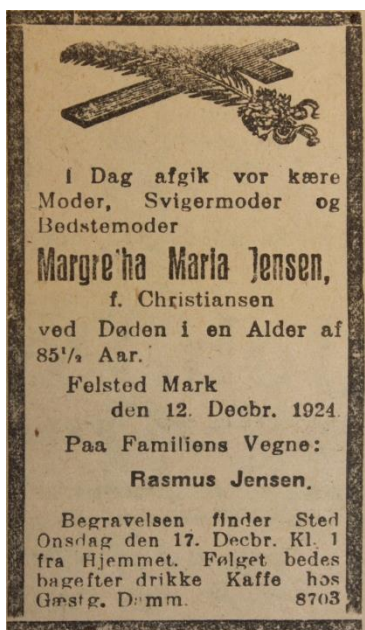 I Dag afgik vor kære
Moder, Svigermoder og
Bedstemoder
Margretha Maria Jensen,
f. Christiansen
ved Døden i en Alder af
85½ Aar.
Felsted Mark
den 12. Decbr. 1924.
Paa Familiens Vegne:
Rasmus Jensen.
Begravelsen finder Sted
Onsdag den 17. Decbr. Kl. 1
fra Hjemmet. Følget bedes
bagefter drikke Kaffe hos
Gæstg. Damm. 8703